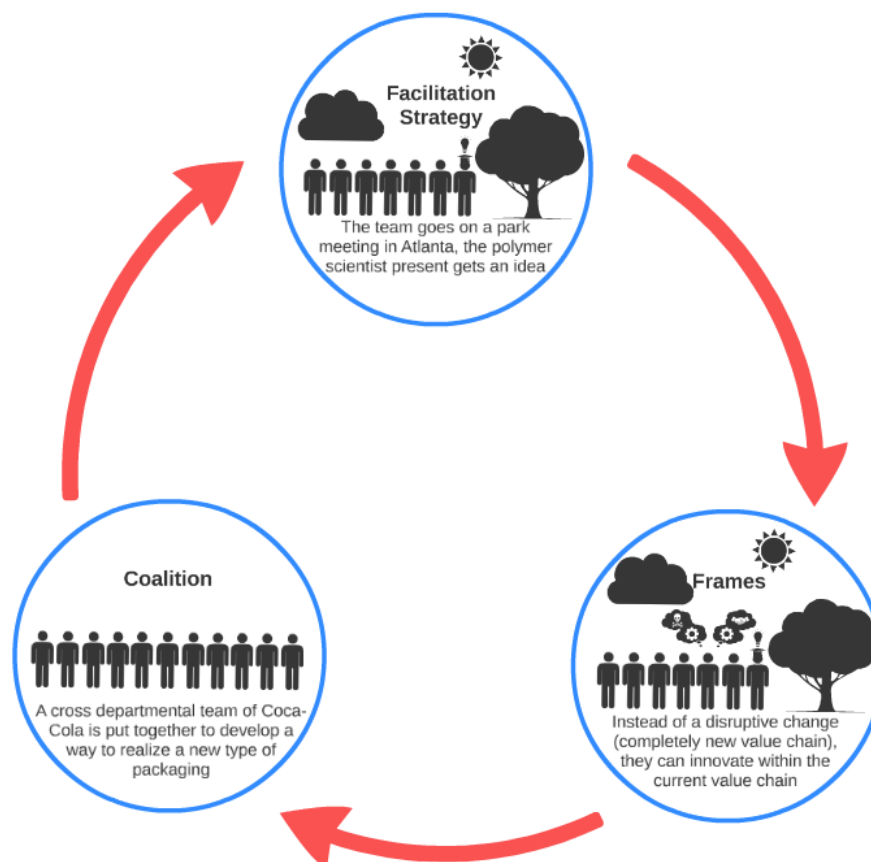 Facilitation
Strategy
The team goes on a park
meeting in Atlanta, the polymer
scientist present gets an idea
Coalition
A cross departmental team of Coca-
Cola is put together to develop a
way to realize a new type of
packaging
Frames
Instead of a disruptive change
(completely new value chain),
they can innovate within the
current value chain